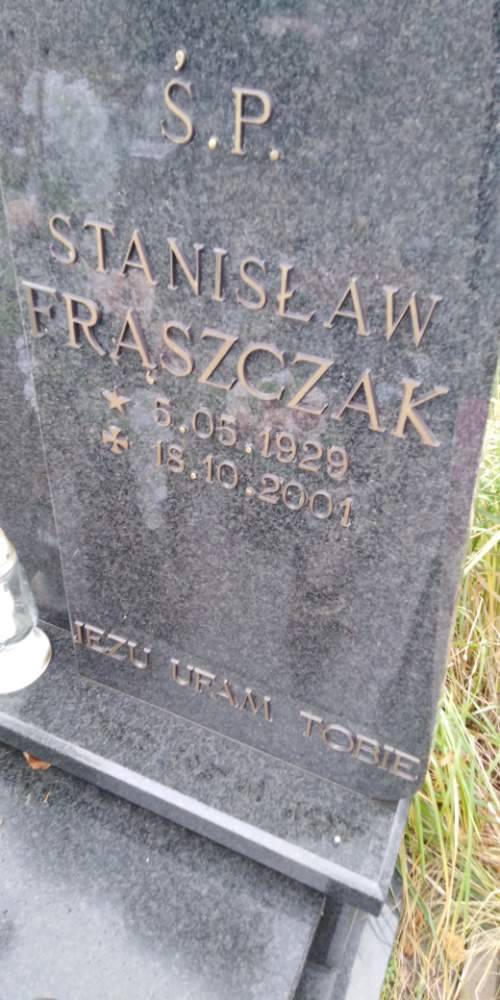 Ś.P.
STANISŁAW
FRĄSZCZAK
5.05.1929
18.10.2001
JEZU UFAM TOBIE